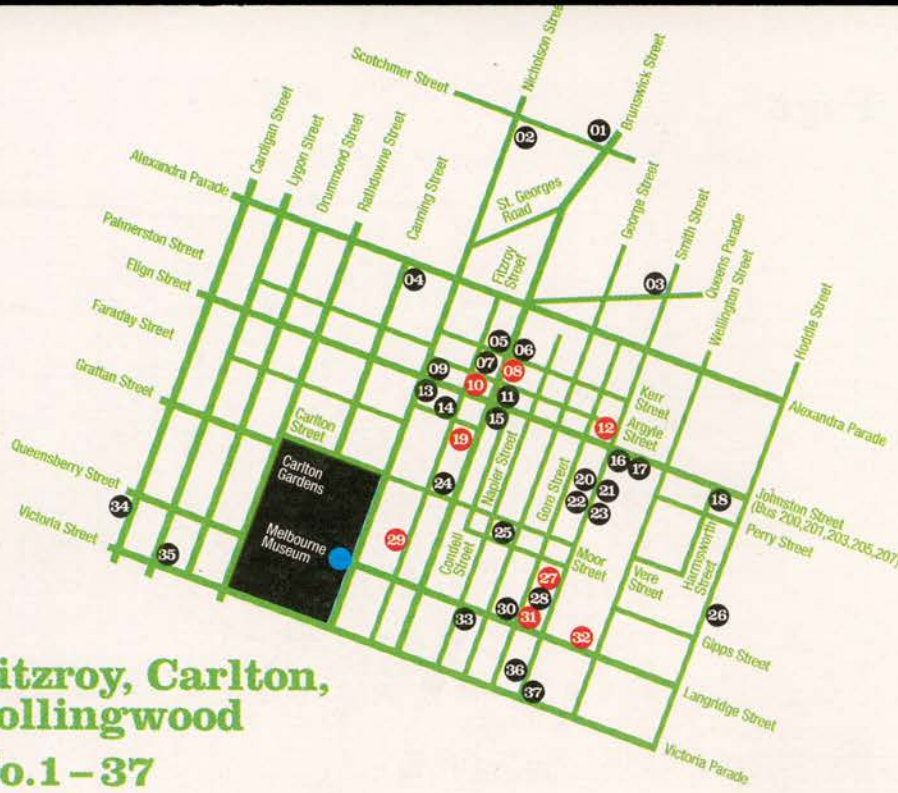 Scotchmer Street
Nicholson Stree
Brunswick Street
01
02
Cardigan Street
Lygon Street
Drummond Street
Rathdowne Street
Canning Street
St. Georges
Road
George Street
Smith Street
Queens Parade
Wellington Street
Hoddle Street
Alexandra Parade
Palmerston Street
Elign Street
Faraday Street
Grattan Street
Queensberry Street
Victoria Street
Fitzroy
Street
03
04
05
06
07
08
09
10
11
12
13
14
15
16
17
18
19
20
21
22
23
24
25
26
27
28
29
30
31
32
33
34
35
36
37
Kerr
Street
Argyle
Street
Alexandra Parade
Johnston Street
(Bus 200,201,203,205,207)
Perry Street
Harmsworth
Street
Carlton
Street
Carlton
Gardens
Melbourne
Museum
Napier Street
Gore Street
Condell
Street
Moor
Street
Vere
Street
Gipps Street
Langridge Street
Victoria Parade
itzroy, Carlton,
ollingwood
o.1–37